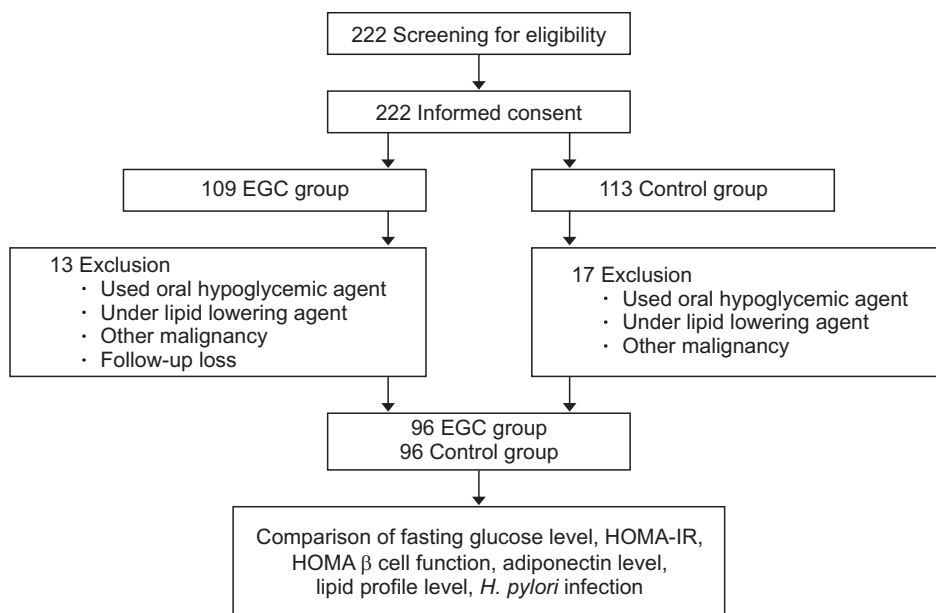 222 Screening for eligibility
222 Informed consent
109 EGC group
113 Control group
13 Exclusion
· Used oral hypoglycemic agent
· Under lipid lowering agent
· Other malignancy
· Follow-up loss
17 Exclusion
· Used oral hypoglycemic agent
· Under lipid lowering agent
· Other malignancy
96 EGC group
96 Control group
Comparison of fasting glucose level, HOMA-IR,
HOMA β cell function, adiponectin level,
lipid profile level, H. pylori infection